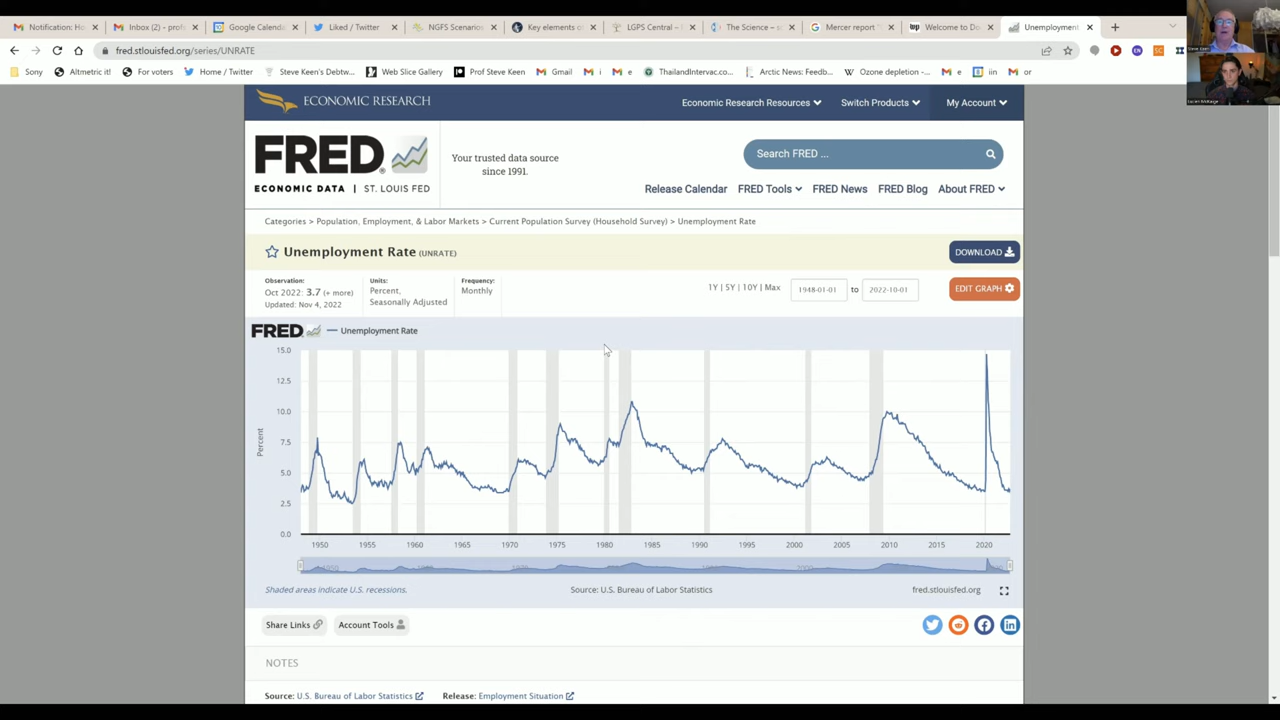 Notification: Ho
Inbox (2) – profe
Google Calenda
Liked / Twitter
NGFS Scenarios
Key elements o
LGPS Central –
The Science – s
Mercer report
Welcome to Do
Unemployment
fred.stlouisfed.org/series/UNRATE
Sony
Altmetric it!
For voters
Home / Twitter
Steve Keen's Debtw...
Web Slice Gallery
Prof Steve Keen
Gmail
i
e
ThailandIntervac.com...
Arctic News: Feedb...
Ozone depletion -...
e
iin
or
ECONOMIC RESEARCH
Economic Research Resources
Switch Products
My Account
FRED
ECONOMIC DATA | ST. LOUIS FED
Your trusted data source
since 1991.
Search FRED ...
Release Calendar
FRED Tools
FRED News
FRED Blog
About FRED
Categories > Population, Employment, & Labor Markets > Current Population Survey (Household Survey) > Unemployment Rate
Unemployment Rate (UNRATE)
DOWNLOAD
Observation:
Oct 2022: 3.7 (+ more)
Updated: Nov 4, 2022
Units:
Percent,
Seasonally Adjusted
Frequency:
Monthly
1Y | 5Y | 10Y | Max
1948-01-01 to 2022-10-01
EDIT GRAPH
FRED
Unemployment Rate
15.0
12.5
10.0
7.5
5.0
2.5
0.0
Percent
1950 1955 1960 1965 1970 1975 1980 1985 1990 1995 2000 2005 2010 2015 2020
Shaded areas indicate U.S. recessions.
Source: U.S. Bureau of Labor Statistics
fred.stlouisfed.org
Share Links
Account Tools
NOTES
Source: U.S. Bureau of Labor Statistics
Release: Employment Situation